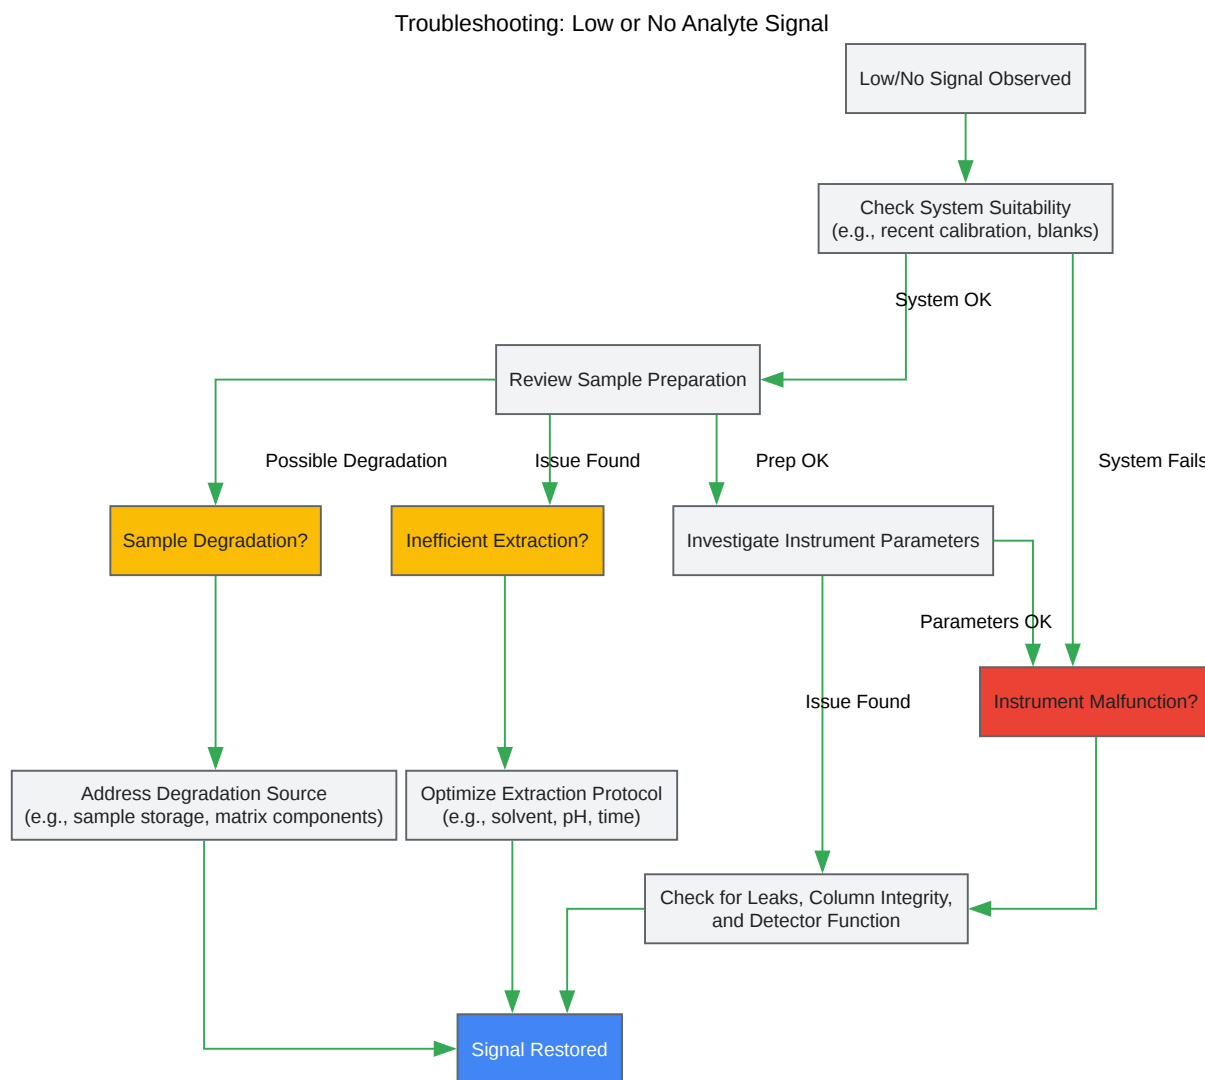 Troubleshooting: Low or No Analyte Signal
Low/No Signal Observed
Check System Suitability
(e.g., recent calibration, blanks)
System OK
Review Sample Preparation
Possible Degradation
Issue Found
Prep OK
System Fails
Sample Degradation?
Inefficient Extraction?
Investigate Instrument Parameters
Parameters OK
Issue Found
Instrument Malfunction?
Address Degradation Source
(e.g., sample storage, matrix components)
Optimize Extraction Protocol
(e.g., solvent, pH, time)
Check for Leaks, Column Integrity,
and Detector Function
Signal Restored